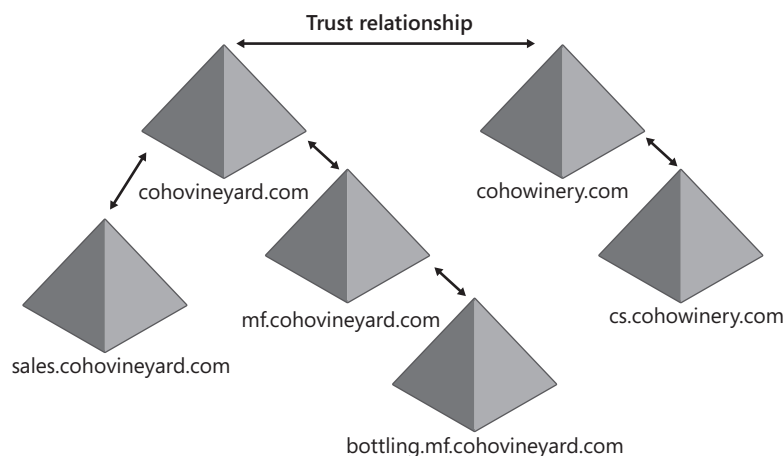 Trust relationship
cohovineyard.com
cohowinery.com
mf.cohovineyard.com
cs.cohowinery.com
sales.cohovineyard.com
bottling.mf.cohovineyard.com